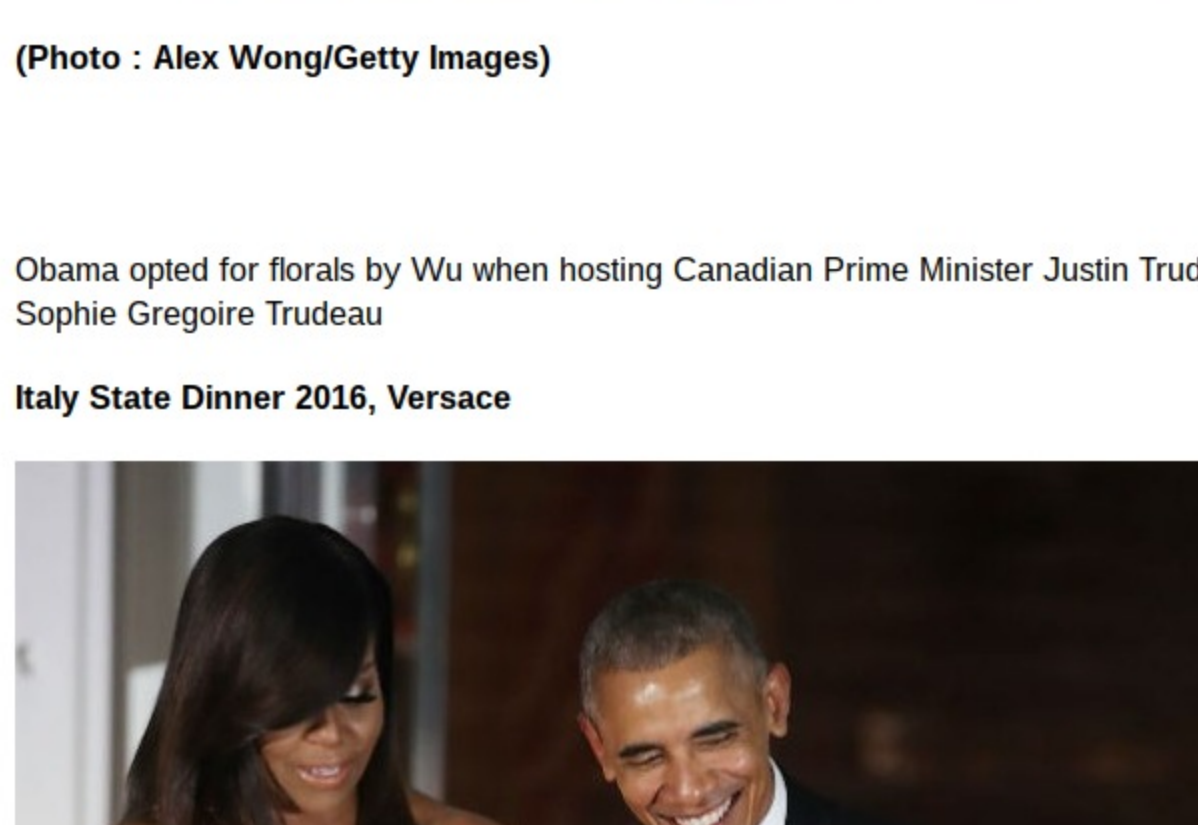 (Photo : Alex Wong/Getty Images)
Obama opted for florals by Wu when hosting Canadian Prime Minister Justin Trud
Sophie Gregoire Trudeau
Italy State Dinner 2016, Versace